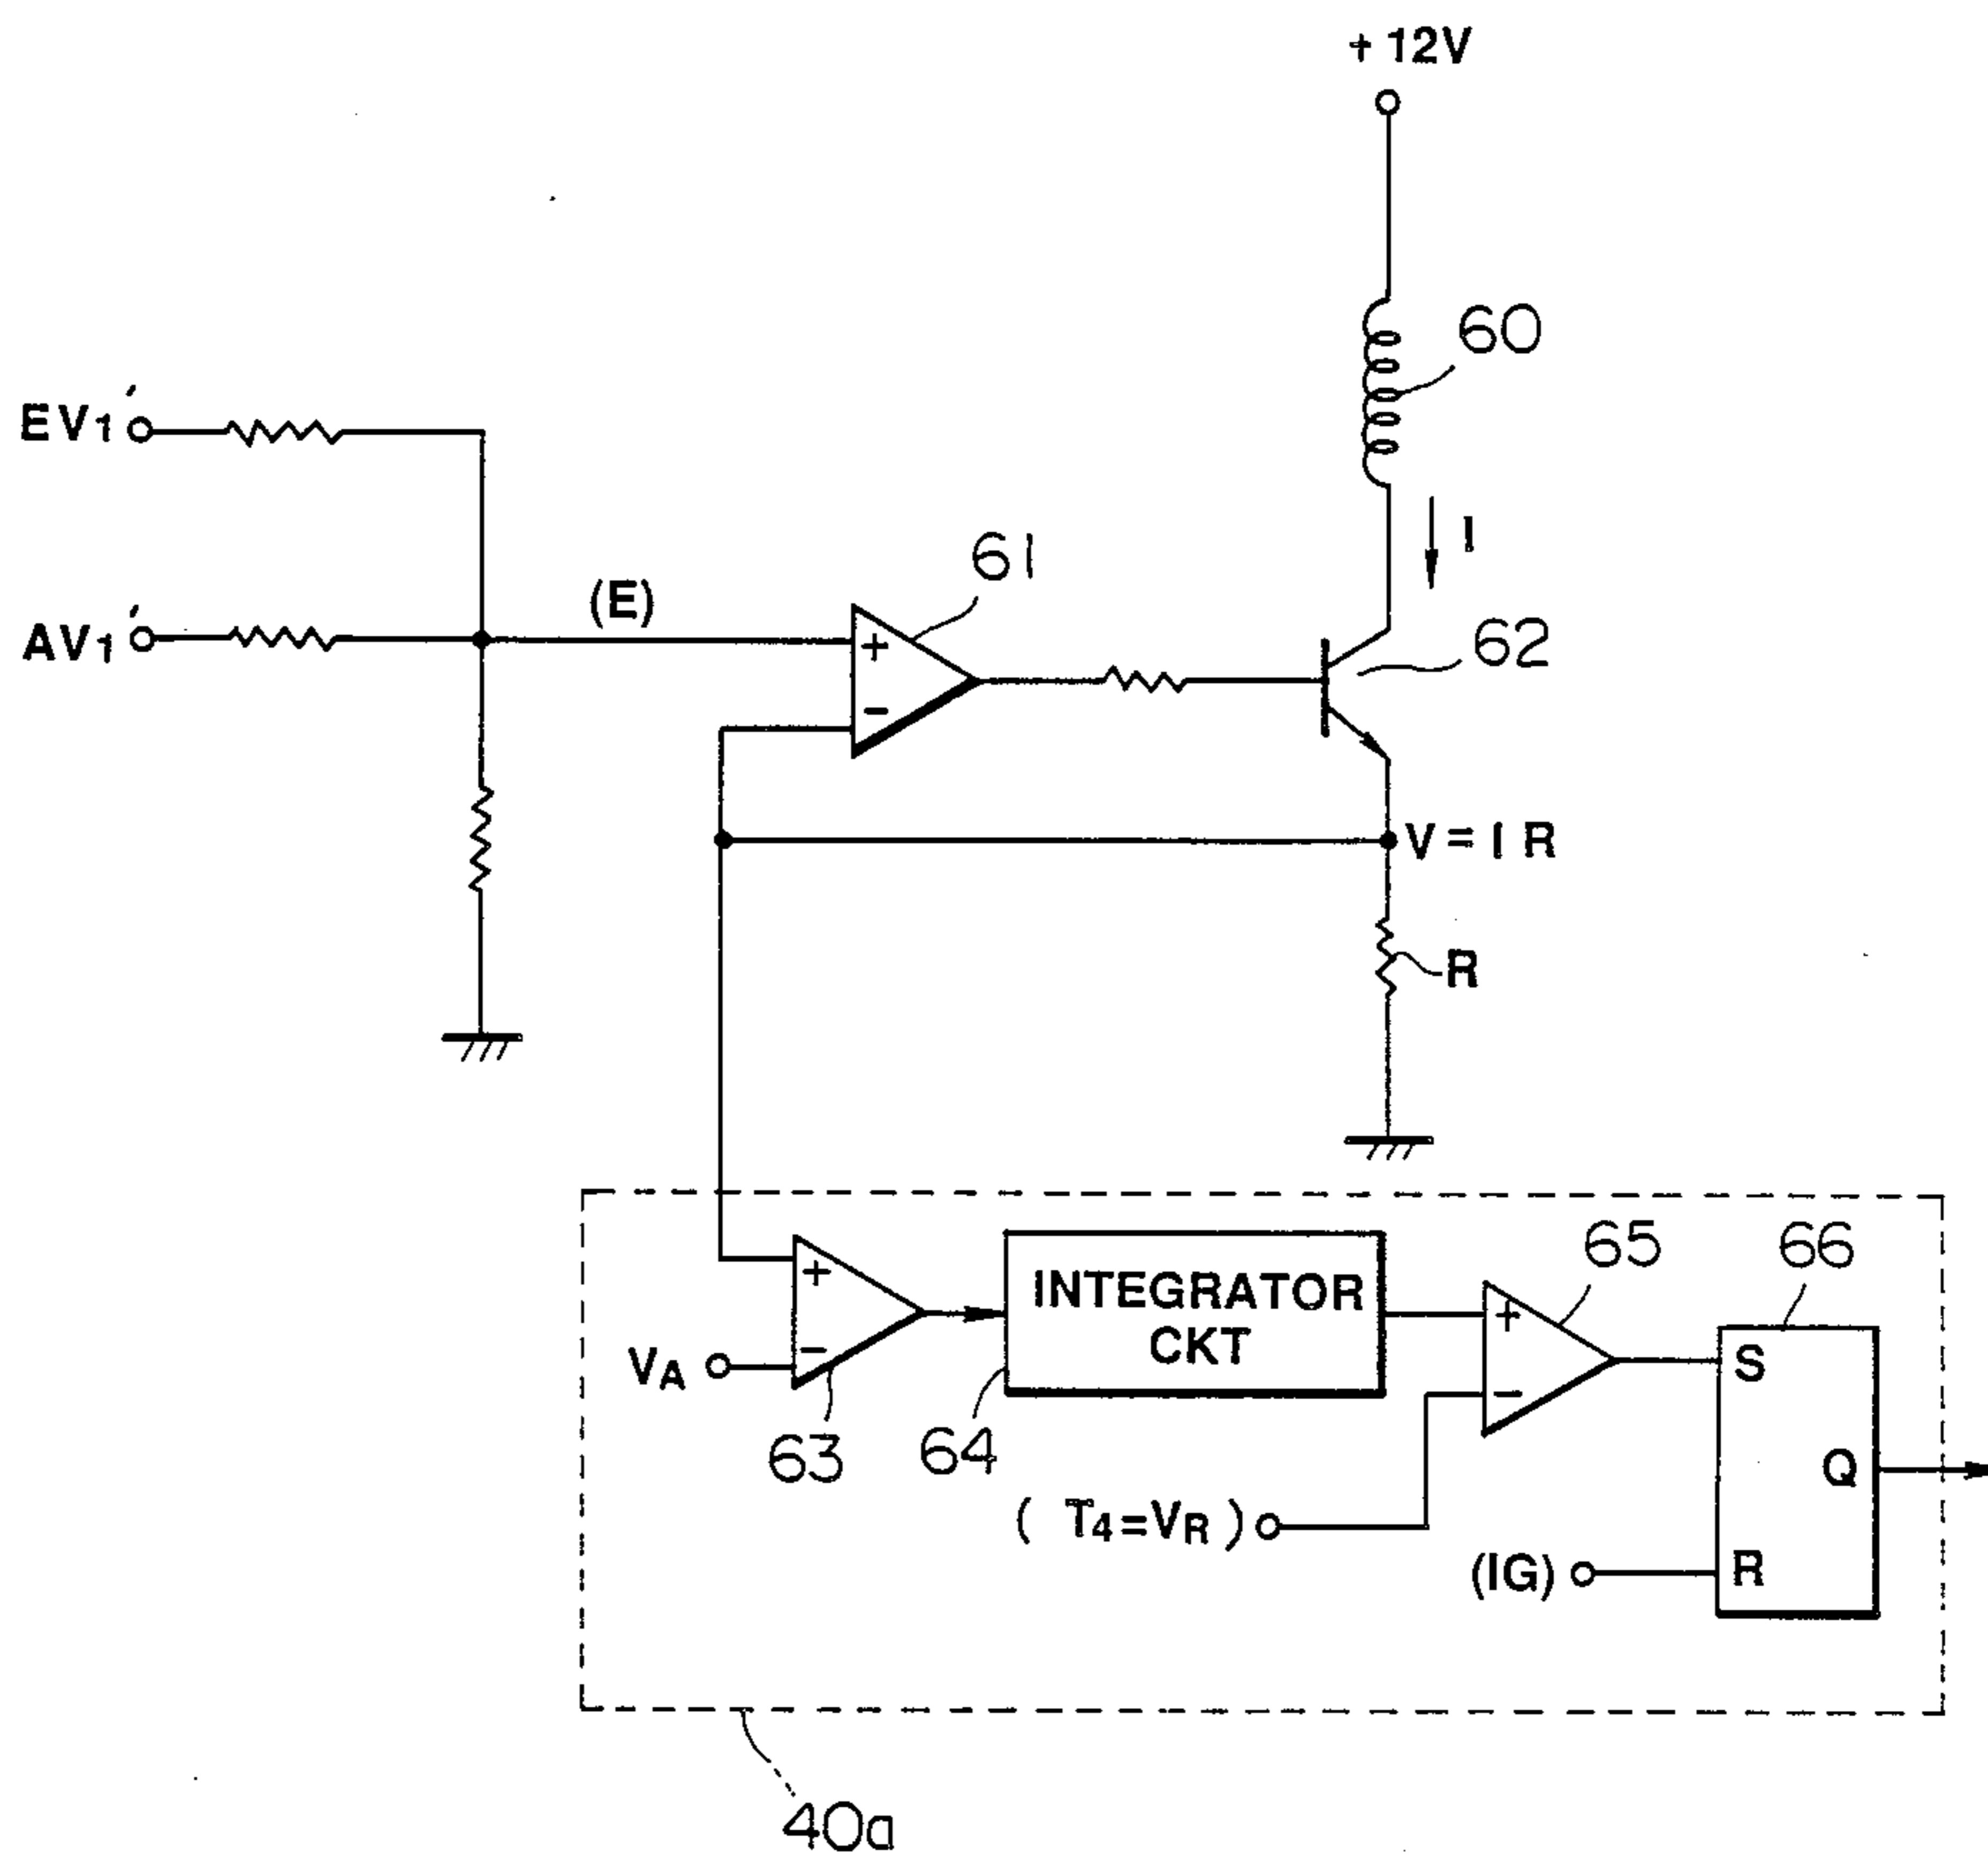 + 12V
60
EV1'
I
61
(E)
62
AV1'
+
-
V = I R
R
65
66
+
INTEGRATOR
CKT
+
S
VA
-
-
63
64
Q
( T4=VR )
(IG)
R
40a